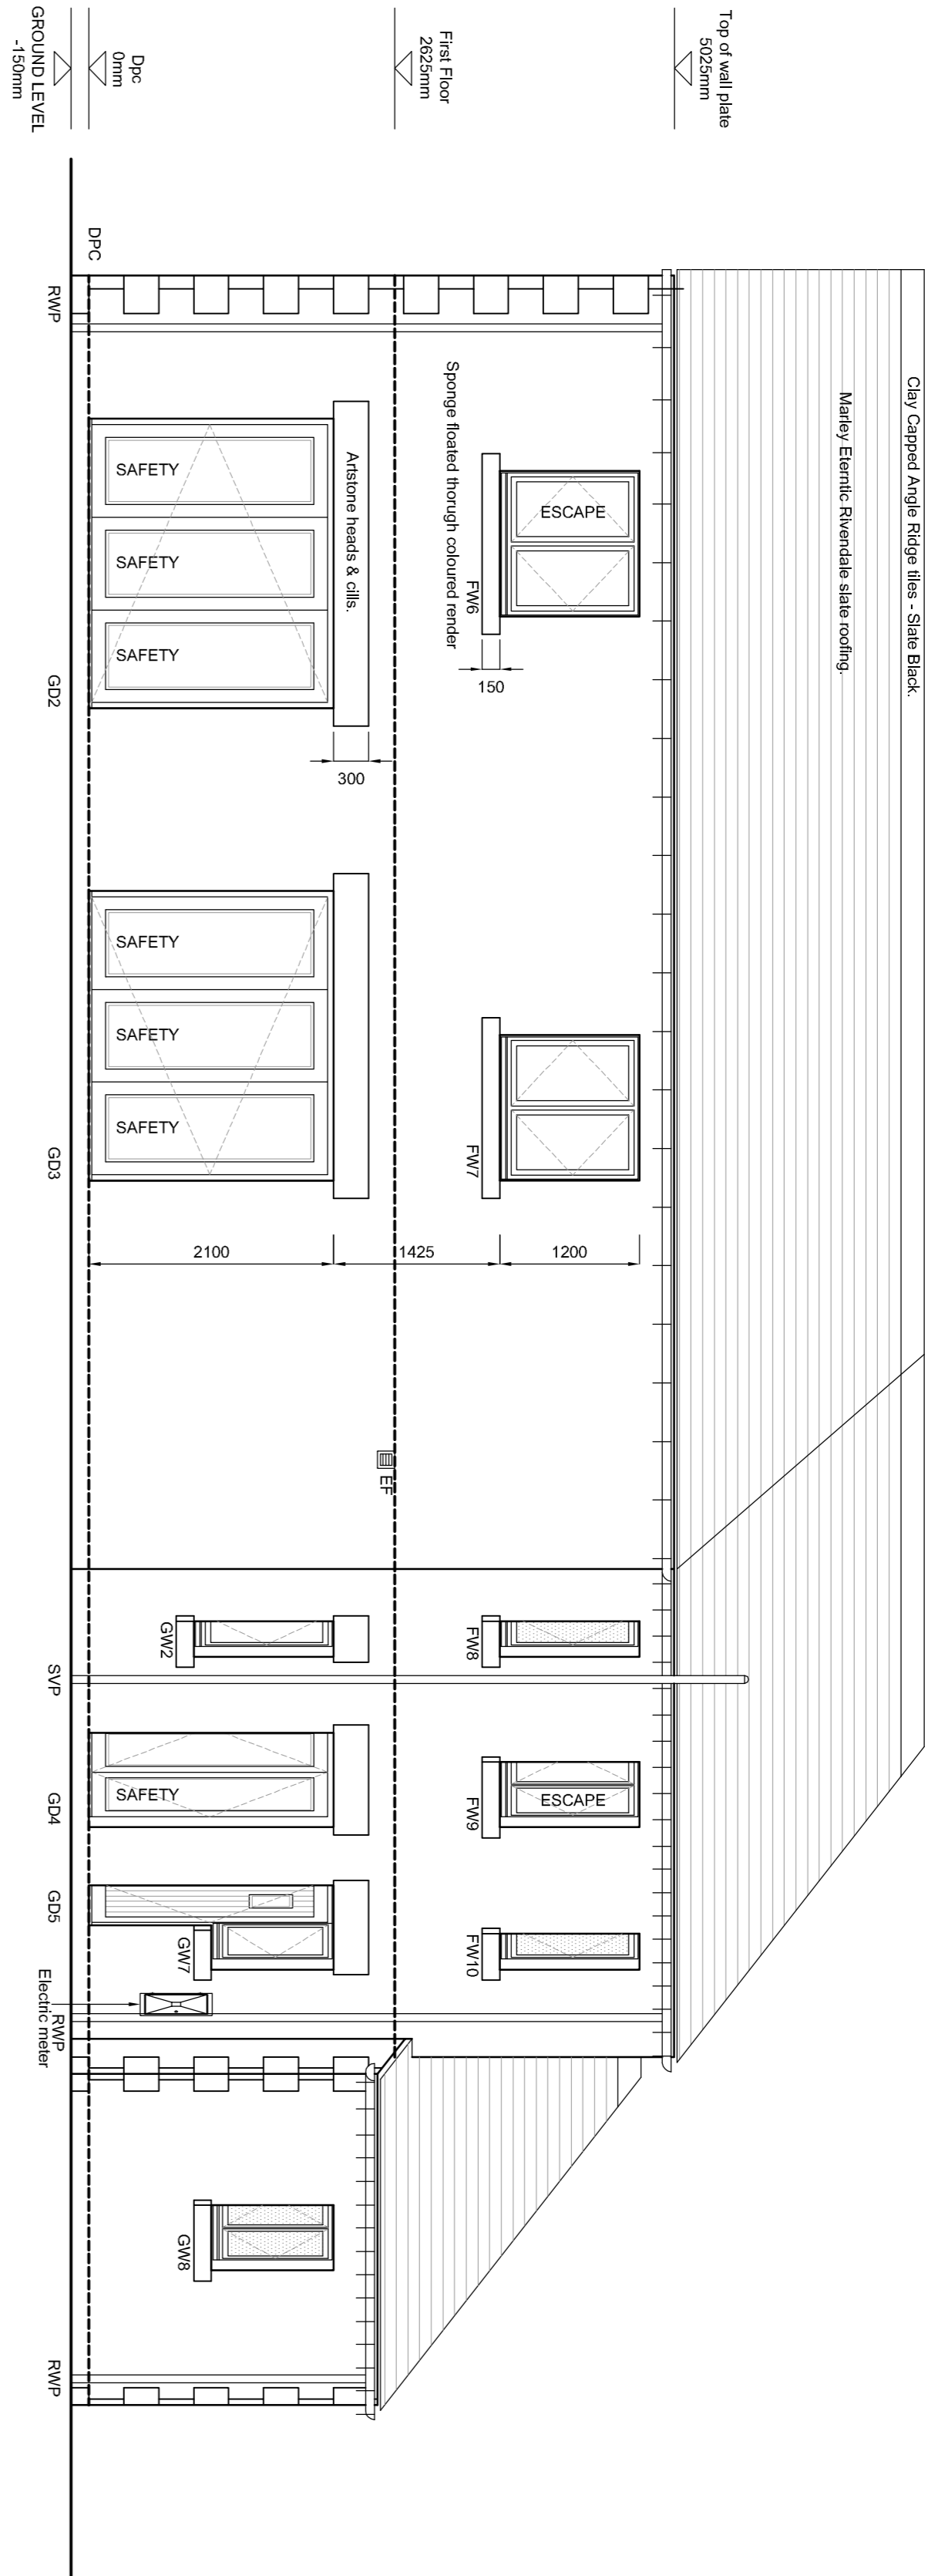 Clay Capped Angle Ridge tiles - Slate Black.
Marley Eterntic Rivendale slate roofing.
Top of wall plate
5025mm
First Floor
2625mm
Dpc
0mm
GROUND LEVEL
-150mm
ESCAPE
FW6
150
Sponge floated thorugh coloured render
FW7
1200
1425
2100
FW8
FW9
ESCAPE
FW10
EF
Artstone heads & cills.
300
SAFETY
SAFETY
SAFETY
SAFETY
SAFETY
SAFETY
GW2
SAFETY
GW7
GW8
DPC
RWP
GD2
GD3
SVP
GD4
GD5
RWP
Electric meter
RWP